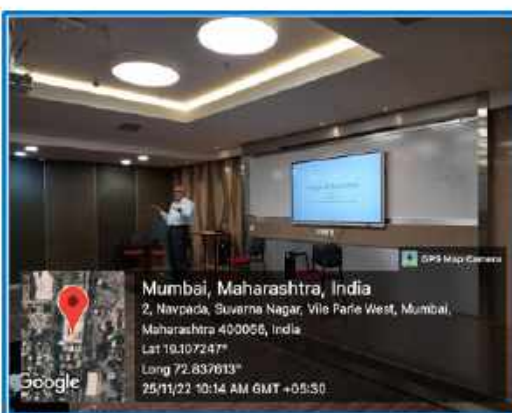 GPS Map Camera
Mumbai, Maharashtra, India
2, Navpada, Suvarna Nagar, Vile Parle West, Mumbai,
Maharashtra 400056, India
Lat 19.107247°
Long 72.837613°
25/11/22 10:14 AM GMT +05:30
Google